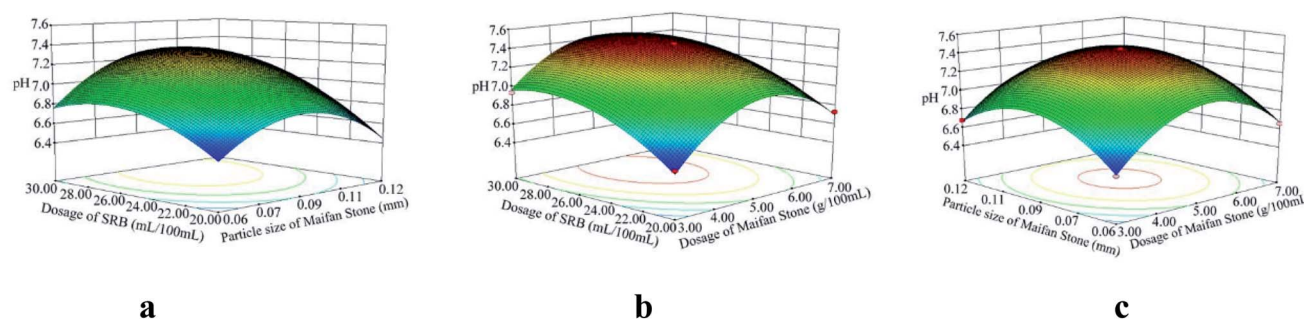 7.6
7.4
7.2
pH 7.0
6.8
6.6
6.4
30.00 28.00 26.00 24.00 22.00 20.00
Dosage of SRB (mL/100mL)
0.06 0.07 0.09 0.11 0.12
Particle size of Maifan Stone (mm)
a
7.6
7.4
7.2
pH 7.0
6.8
6.6
6.4
30.00 28.00 26.00 24.00 22.00 20.00
Dosage of SRB (mL/100mL)
3.00 4.00 5.00 6.00 7.00
Dosage of Maifan Stone (g/100mL)
b
7.6
7.4
7.2
7.0
pH 6.8
6.6
6.4
0.12 0.11 0.09 0.07 0.06
Particle size of Maifan Stone (mm)
3.00 4.00 5.00 6.00 7.00
Dosage of Maifan Stone (g/100mL)
c